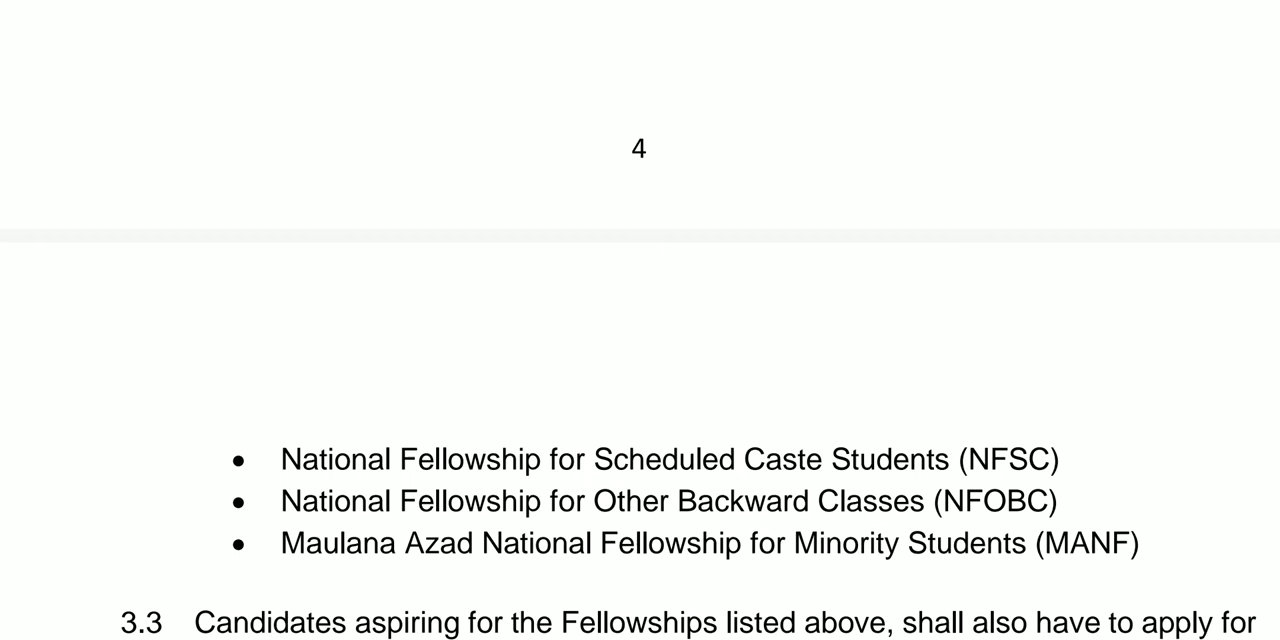 4
• National Fellowship for Scheduled Caste Students (NFSC)
• National Fellowship for Other Backward Classes (NFOBC)
• Maulana Azad National Fellowship for Minority Students (MANF)
3.3 Candidates aspiring for the Fellowships listed above, shall also have to apply for